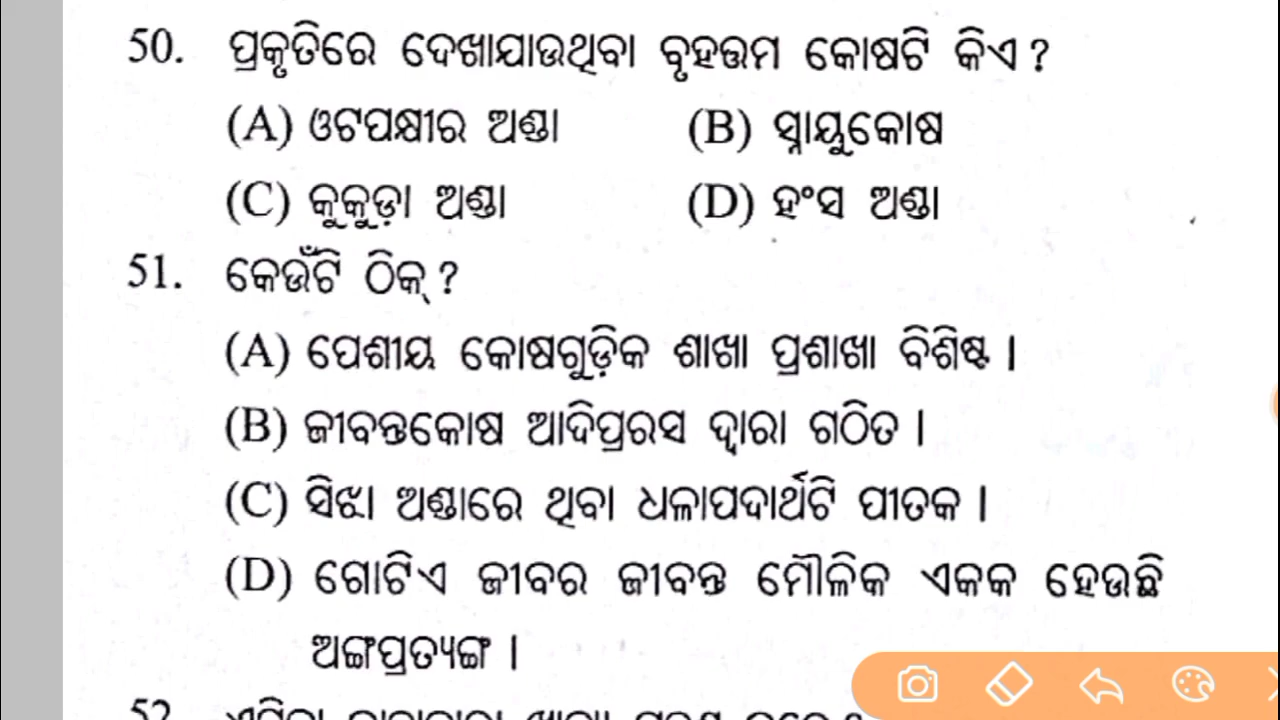 50. ପ୍ରକୃତିରେ ଦେଖାଯାଉଥିବା ବୃହତ୍ତମ କୋଷଟି କିଏ ?
(A) ଓଟପକ୍ଷୀର ଅଣ୍ଡା (B) ସ୍ନାୟୁକୋଷ
(C) କୁକୁଡ଼ା ଅଣ୍ଡା (D) ହଂସ ଅଣ୍ଡା
51. କେଉଁଟି ଠିକ୍ ?
(A) ପେଶୀୟ କୋଷଗୁଡ଼ିକ ଶାଖା ପ୍ରଶାଖା ବିଶିଷ୍ଟ ।
(B) ଜୀବନ୍ତକୋଷ ଆଦିପ୍ରରସ ଦ୍ୱାରା ଗଠିତ ।
(C) ସିଝା ଅଣ୍ଡାରେ ଥିବା ଧଳାପଦାର୍ଥଟି ପୀତକ ।
(D) ଗୋଟିଏ ଜୀବର ଜୀବନ୍ତ ମୌଳିକ ଏକକ ହେଉଛି
ଅଙ୍ଗପ୍ରତ୍ୟଙ୍ଗ ।
52.